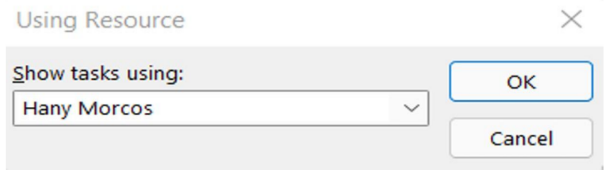 Using Resource
Show tasks using:
OK
Hany Morcos
Cancel